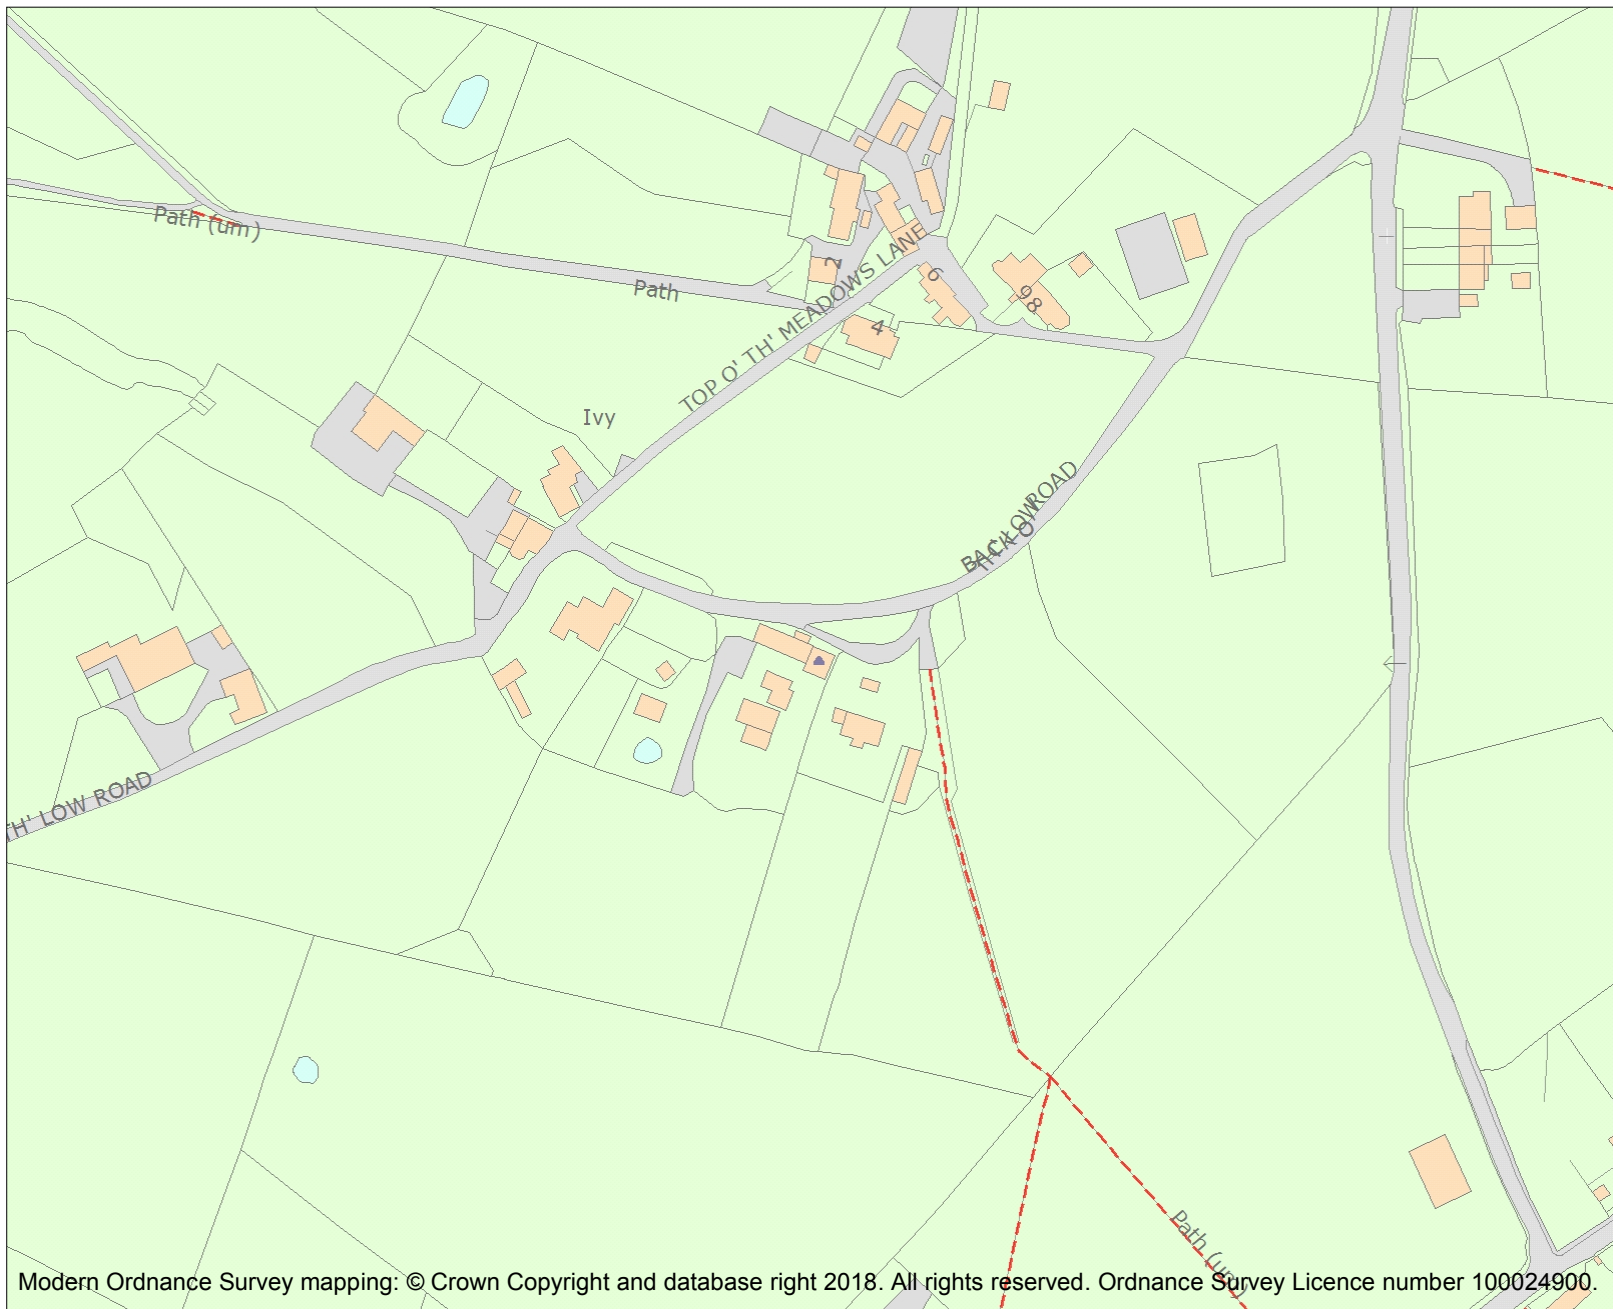 Path (um)
Path
2
TOP O' TH' MEADOWS LANE
6
98
4
Ivy
BACK O'
TH' LOW ROAD
TH' LOW ROAD
Path (um)
Modern Ordnance Survey mapping: © Crown Copyright and database right 2018. All rights reserved. Ordnance Survey Licence number 100024900.